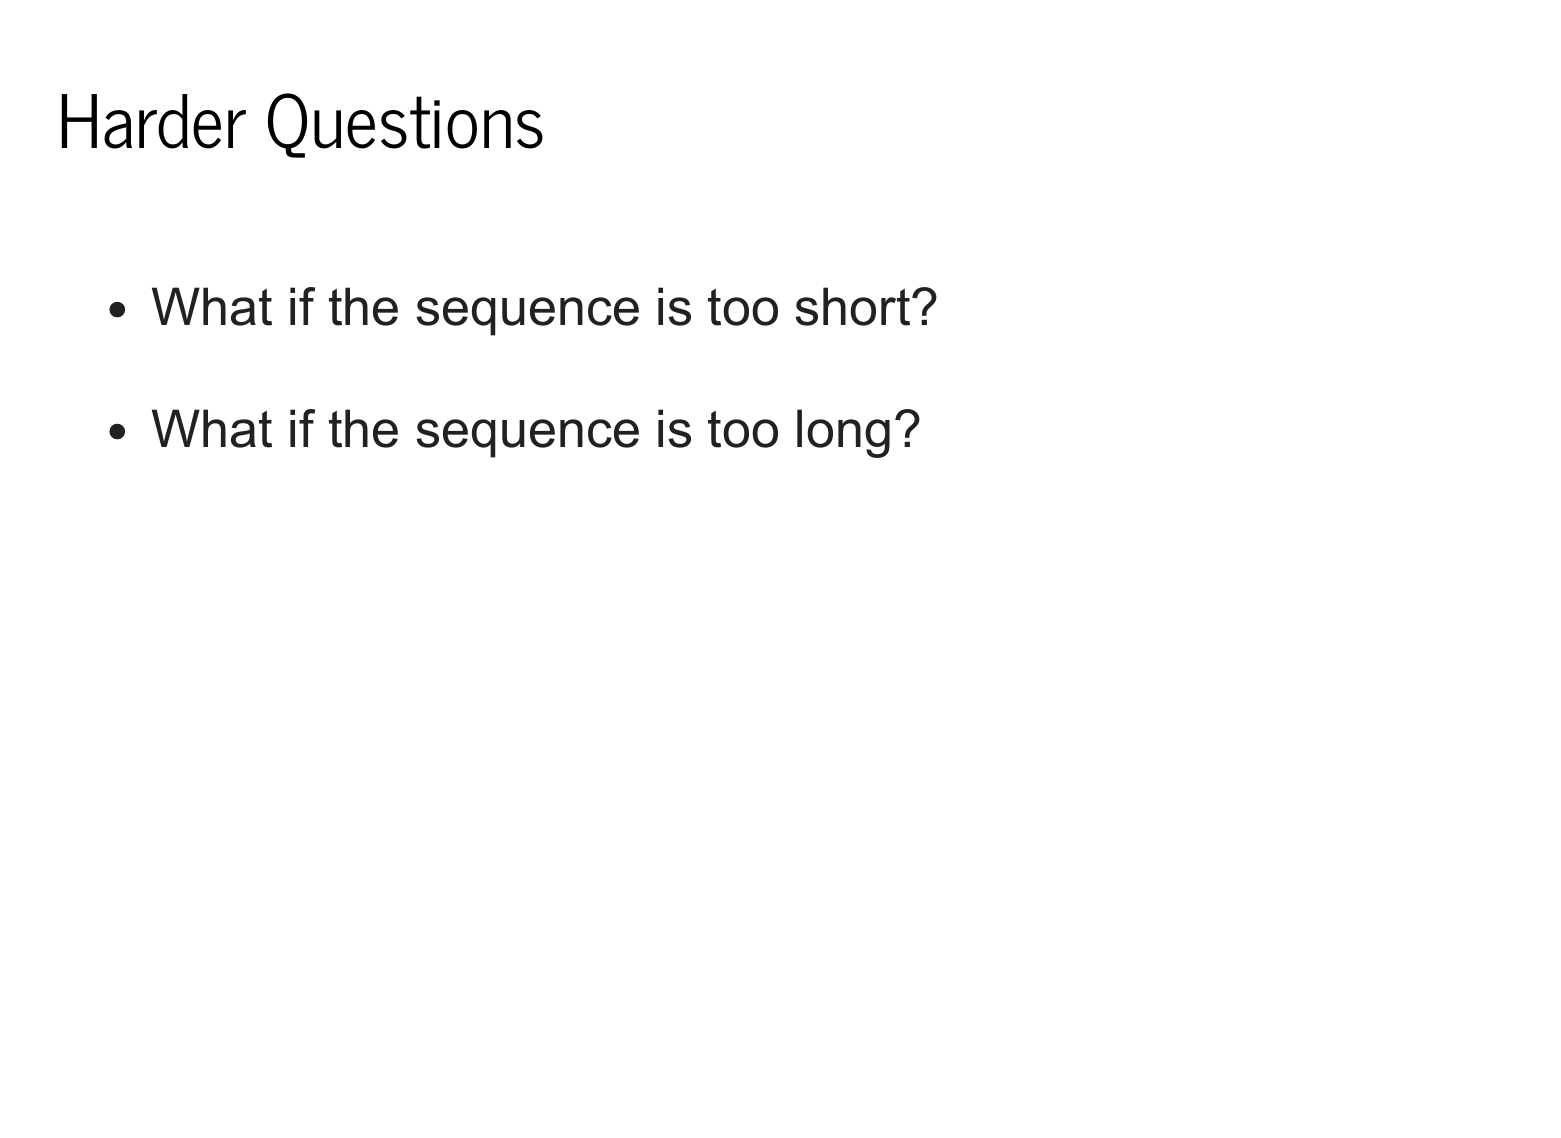 Harder Questions
• What if the sequence is too short?
• What if the sequence is too long?